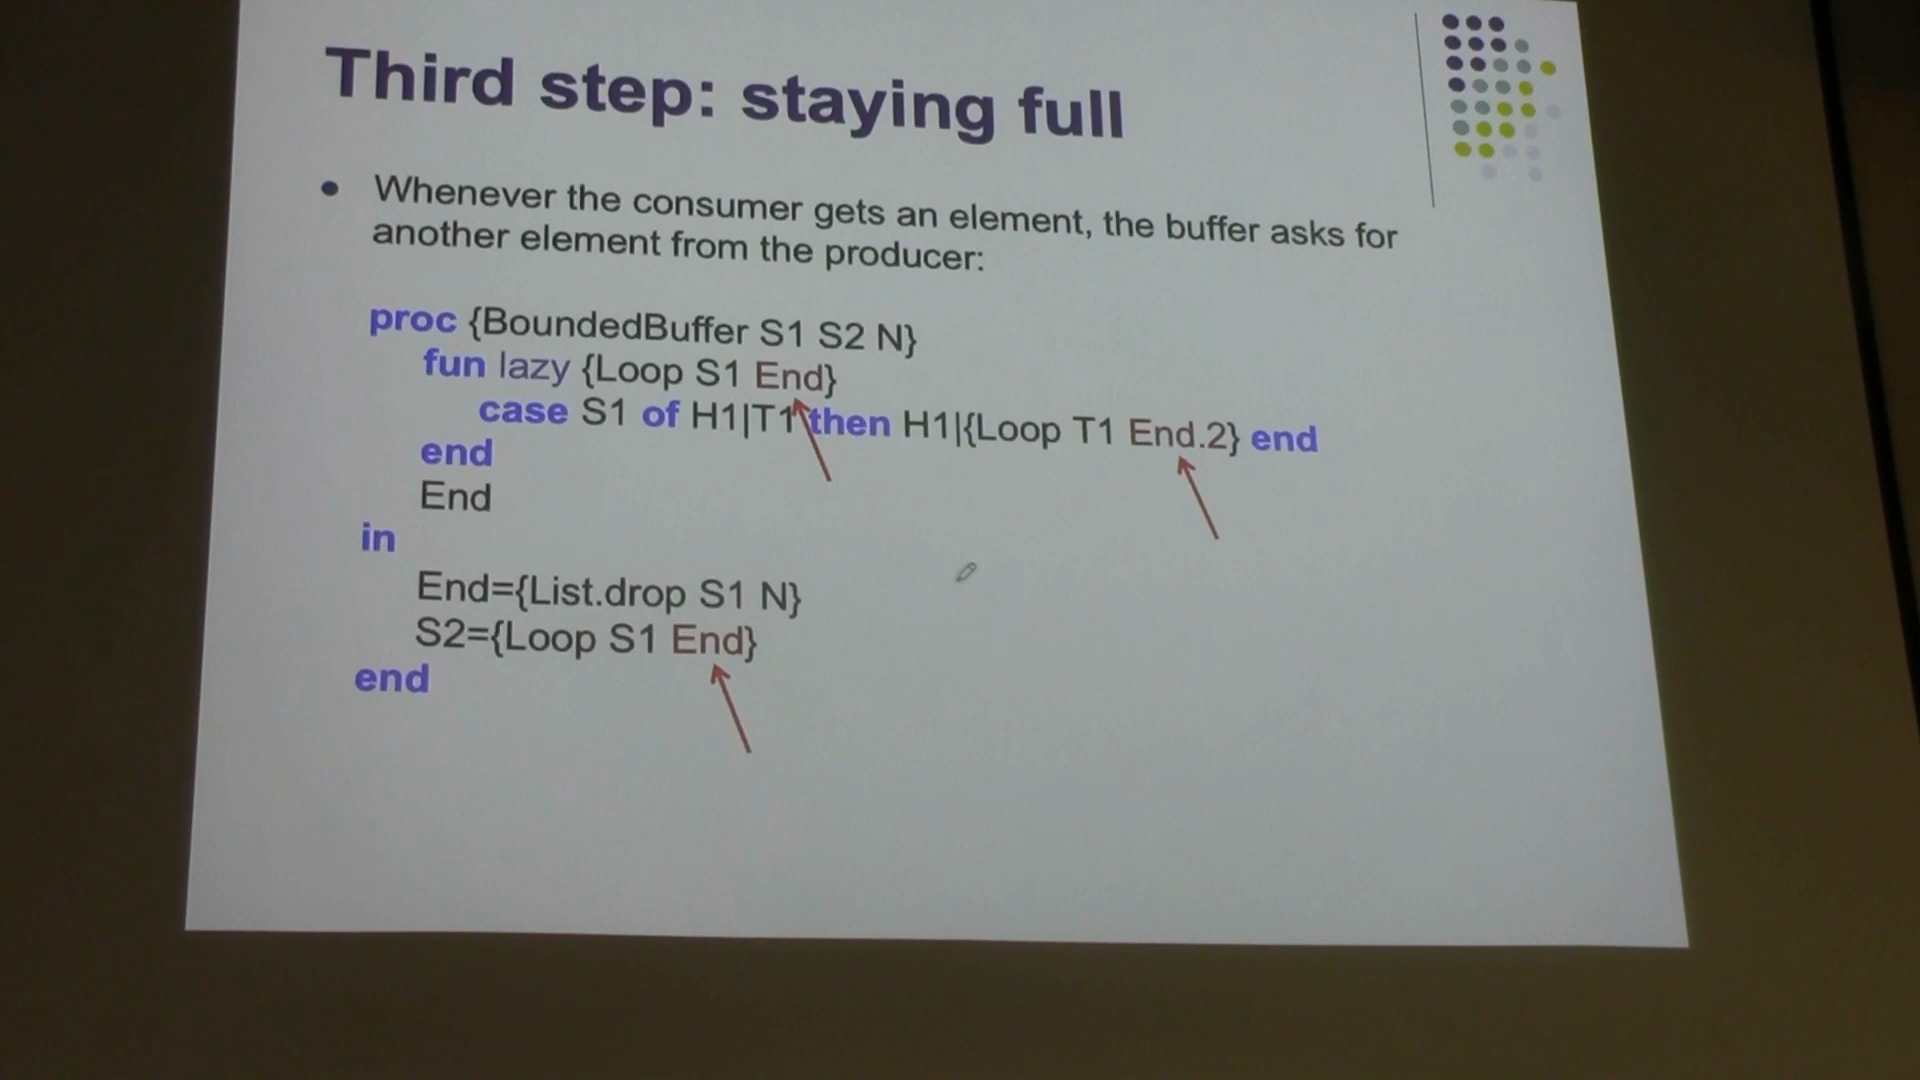 Third step: staying full
Whenever the consumer gets an element, the buffer asks for
another element from the producer:
proc {BoundedBuffer S1 S2 N}
fun lazy {Loop S1 End}
case S1 of H1|T1 then H1|{Loop T1 End.2} end
end
End
in
End={List.drop S1 N}
S2={Loop S1 End}
end